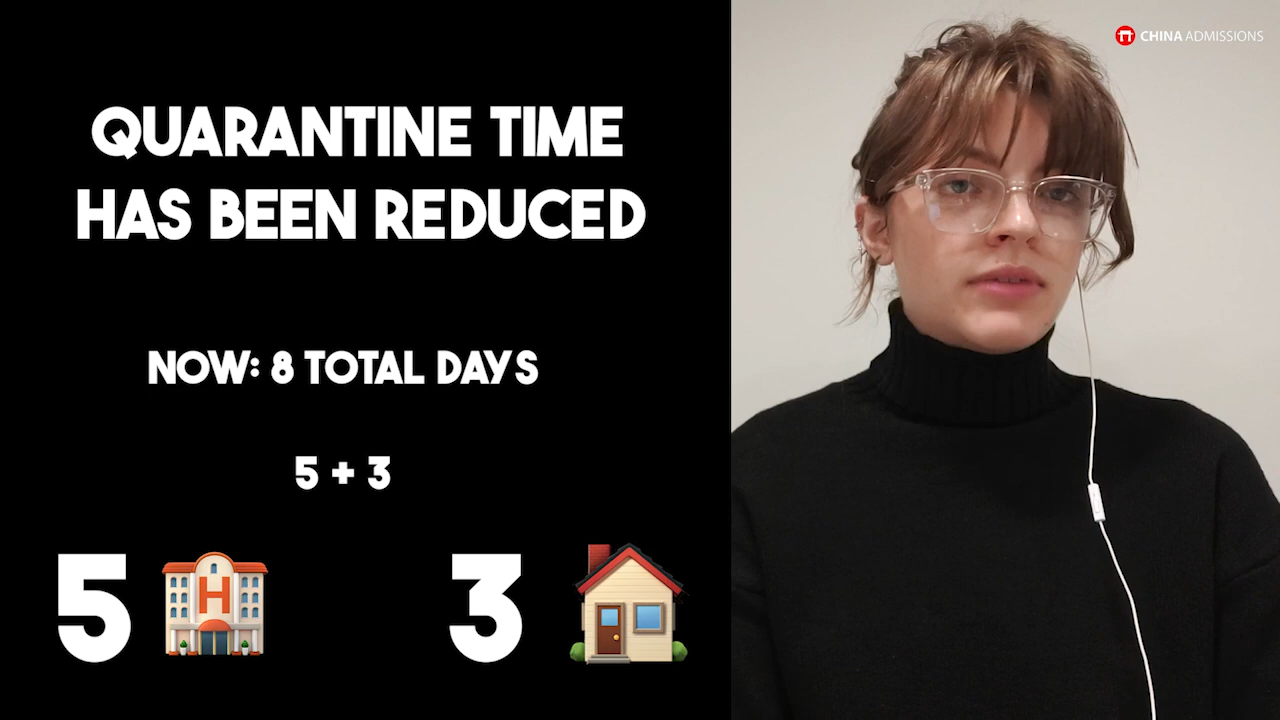 CHINA ADMISSIONS
QUARANTINE TIME
HAS BEEN REDUCED
NOW: 8 TOTAL DAYS
5 + 3
5 H 3